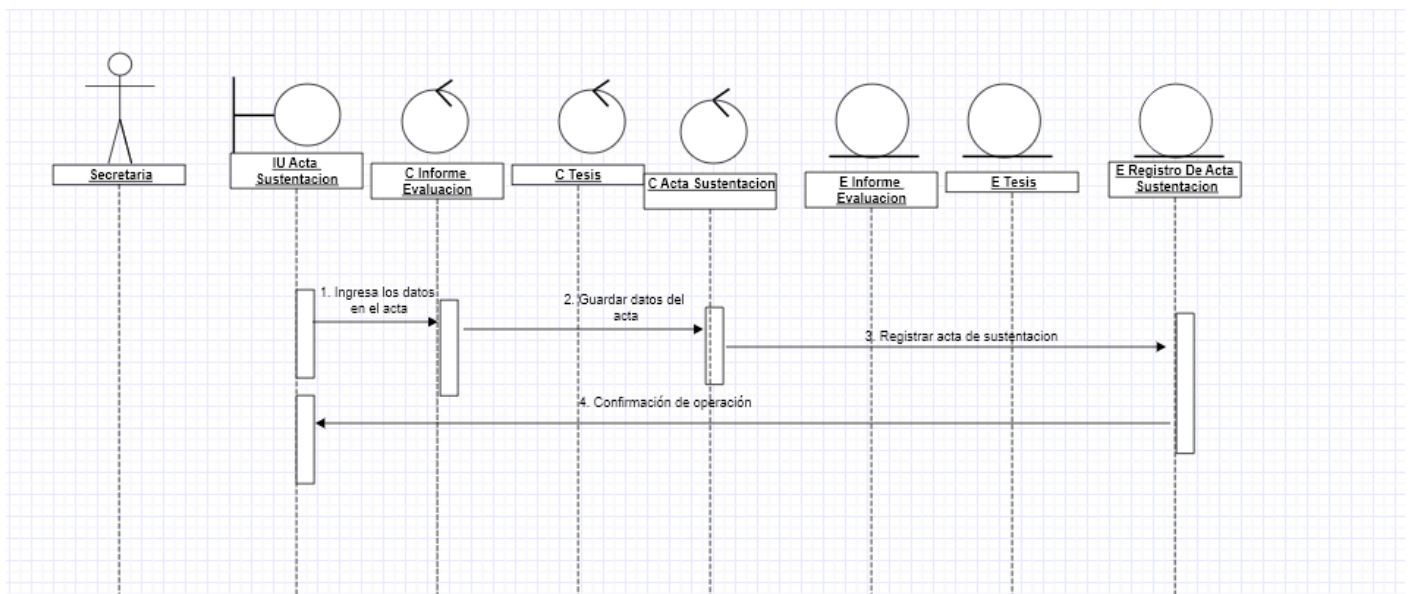 Secretaria
IU Acta
Sustentacion
C Informe
Evaluacion
C Tesis
C Acta Sustentacion
E Informe
Evaluacion
E Tesis
E Registro De Acta
Sustentacion
1. Ingresa los datos
en el acta
2. Guardar datos del
acta
3. Registrar acta de sustentacion
4. Confirmación de operación